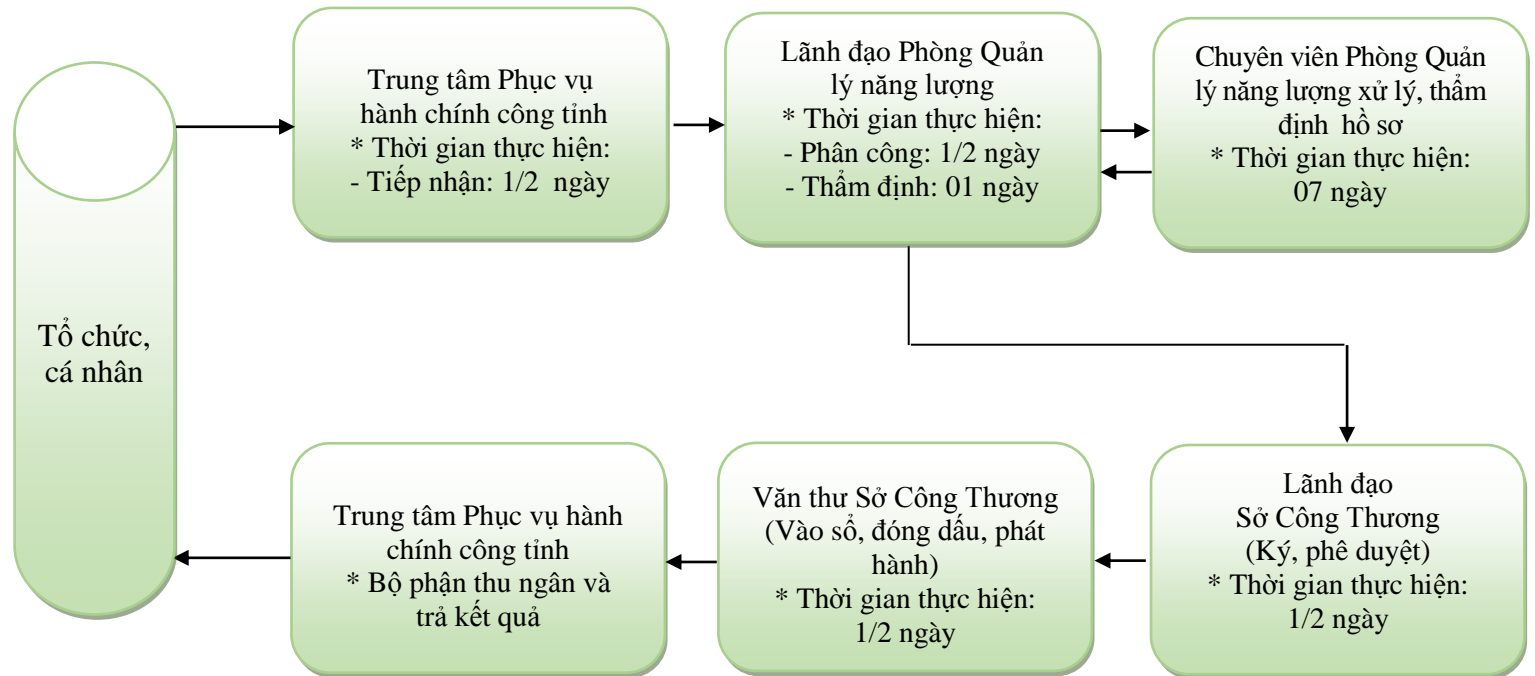 Tổ chức,
cá nhân
Trung tâm Phục vụ
hành chính công tỉnh
* Thời gian thực hiện:
- Tiếp nhận: 1/2 ngày
Lãnh đạo Phòng Quản
lý năng lượng
* Thời gian thực hiện:
- Phân công: 1/2 ngày
- Thẩm định: 01 ngày
Chuyên viên Phòng Quản
lý năng lượng xử lý, thẩm
định hồ sơ
* Thời gian thực hiện:
07 ngày
Lãnh đạo
Sở Công Thương
(Ký, phê duyệt)
* Thời gian thực hiện:
1/2 ngày
Văn thư Sở Công Thương
(Vào sổ, đóng dấu, phát
hành)
* Thời gian thực hiện:
1/2 ngày
Trung tâm Phục vụ hành
chính công tỉnh
* Bộ phận thu ngân và
trả kết quả